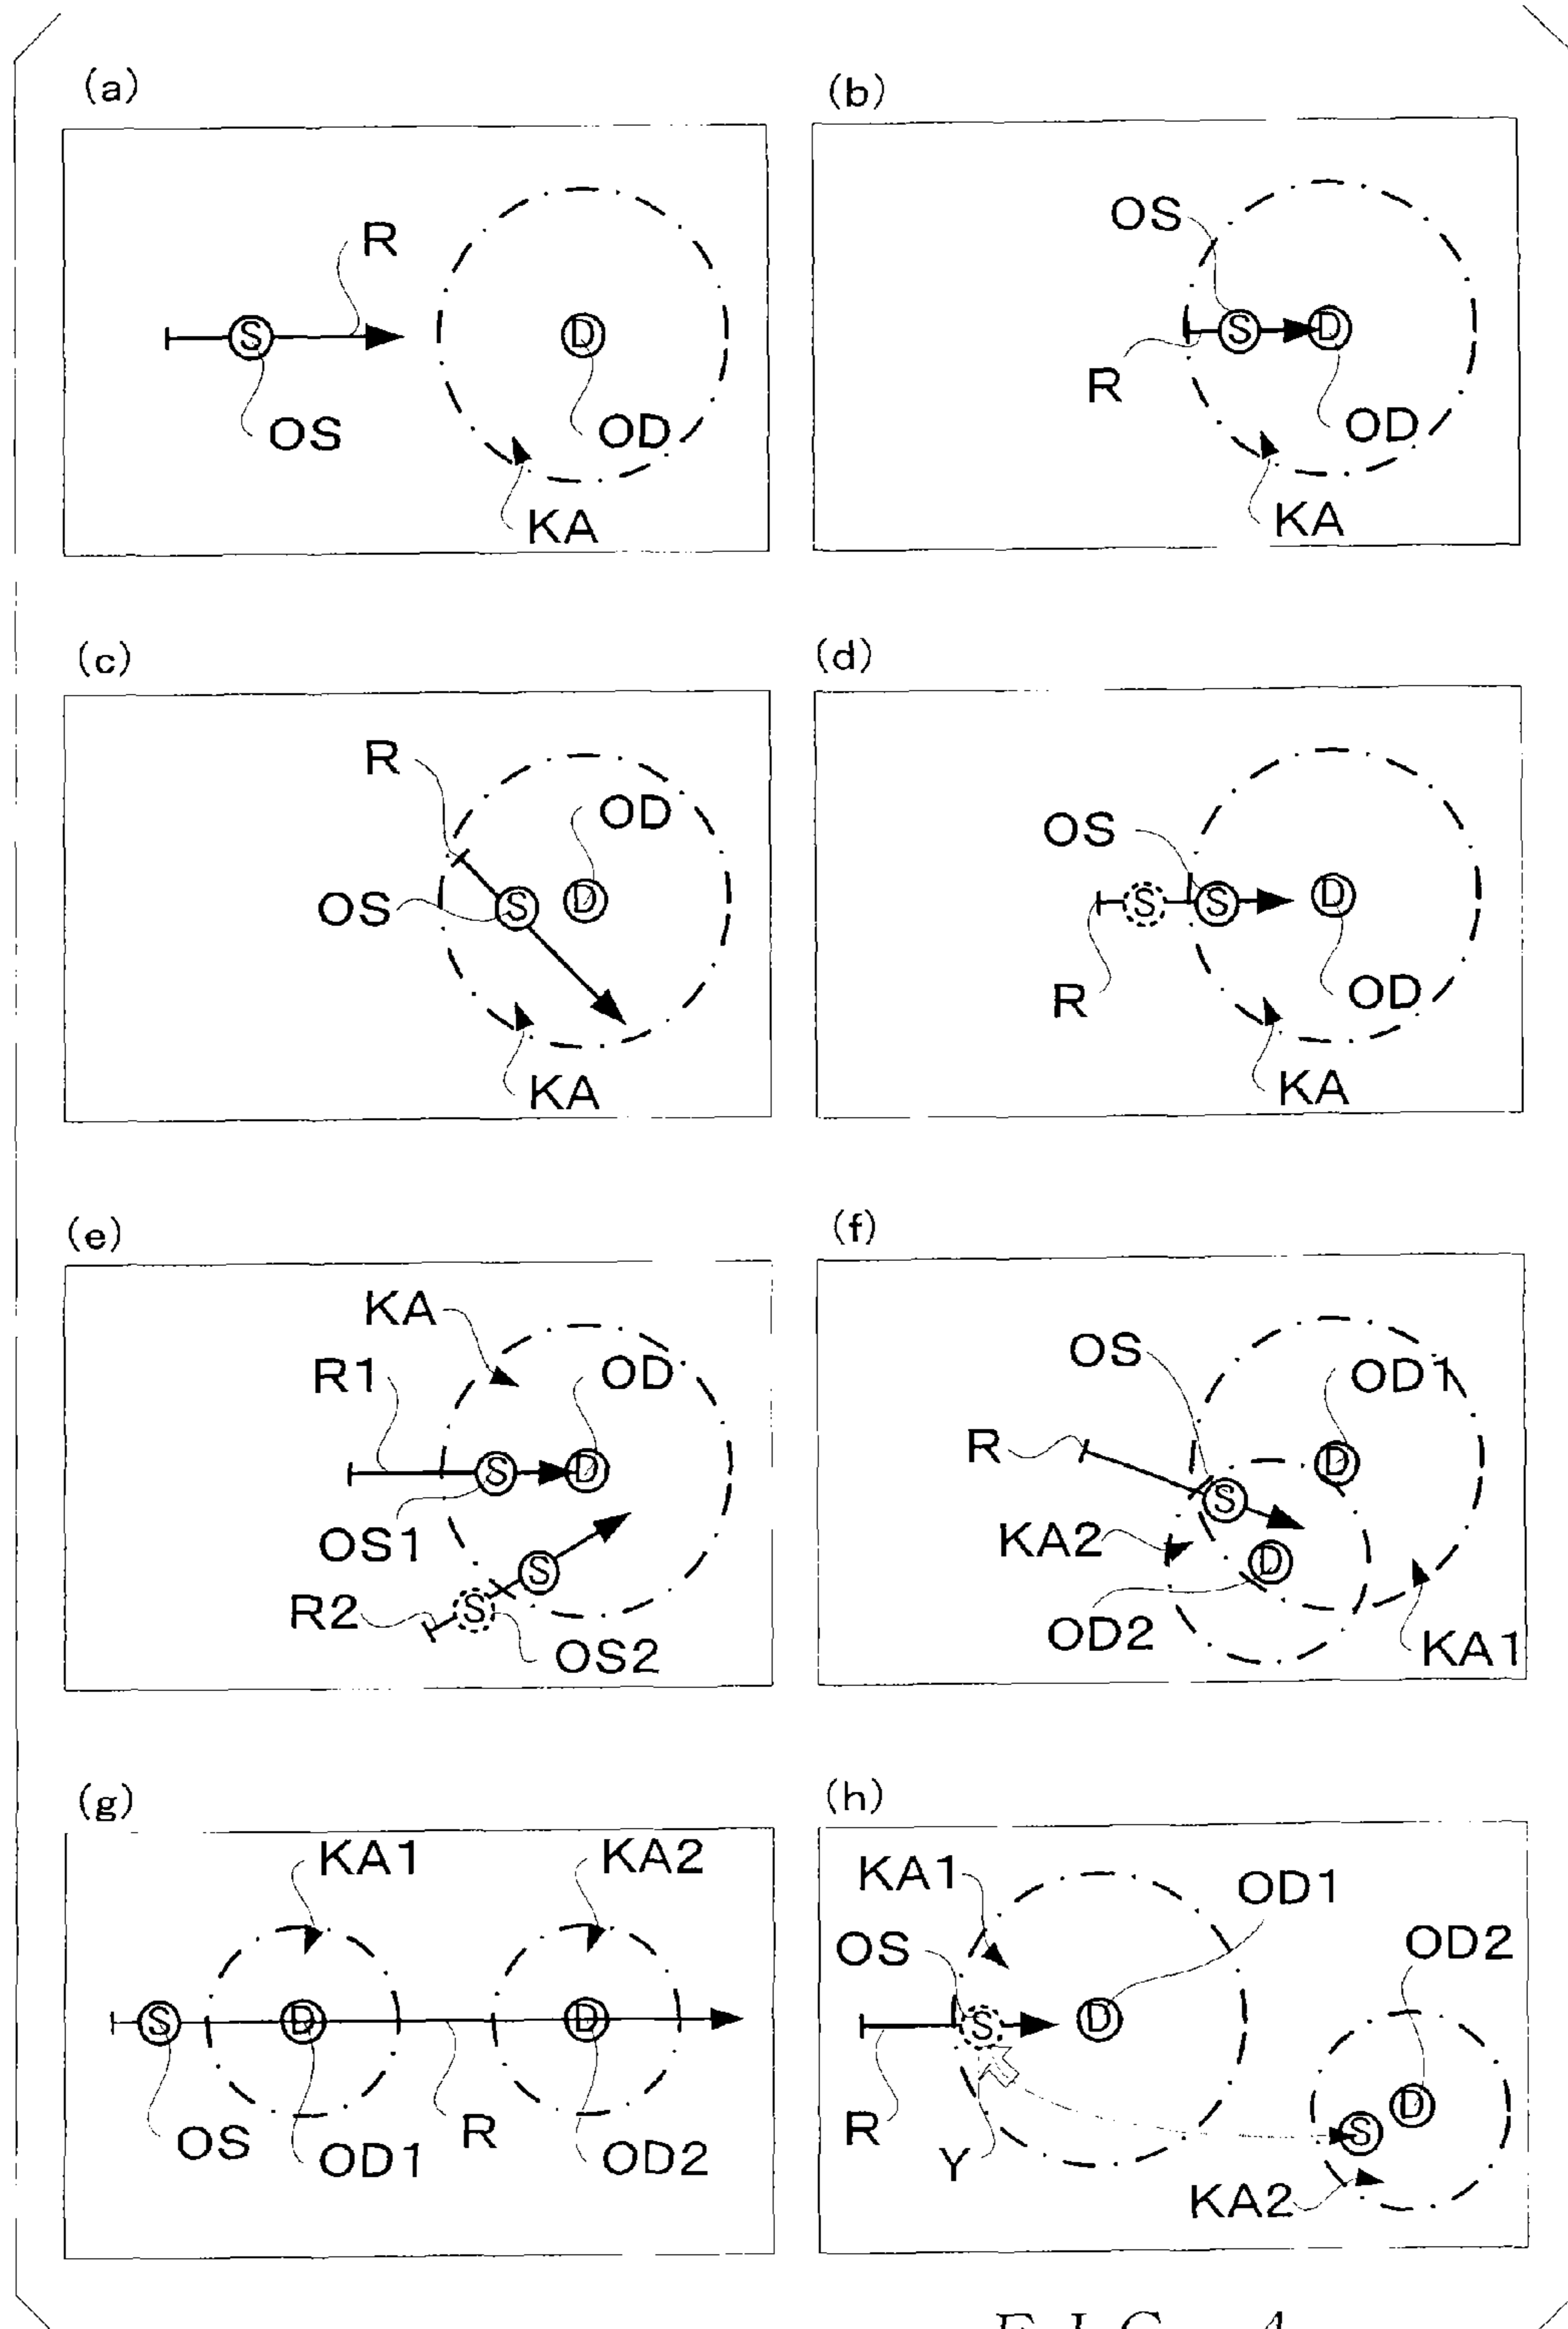 (a)
R
S
D
OS
OD
KA
(b)
OS
S
D
R
OD
KA
(c)
R
OD
OS
S
D
KA
(d)
OS
S
S
D
R
OD
KA
(e)
KA
R1
OD
S
D
OS1
S
R2
S
OS2
(f)
OS
OD1
R
D
S
KA2
D
OD2
KA1
(g)
KA1
KA2
S
D
D
OS
OD1
R
OD2
(h)
KA1
OD1
OS
OD2
S
D
D
R
S
Y
KA2